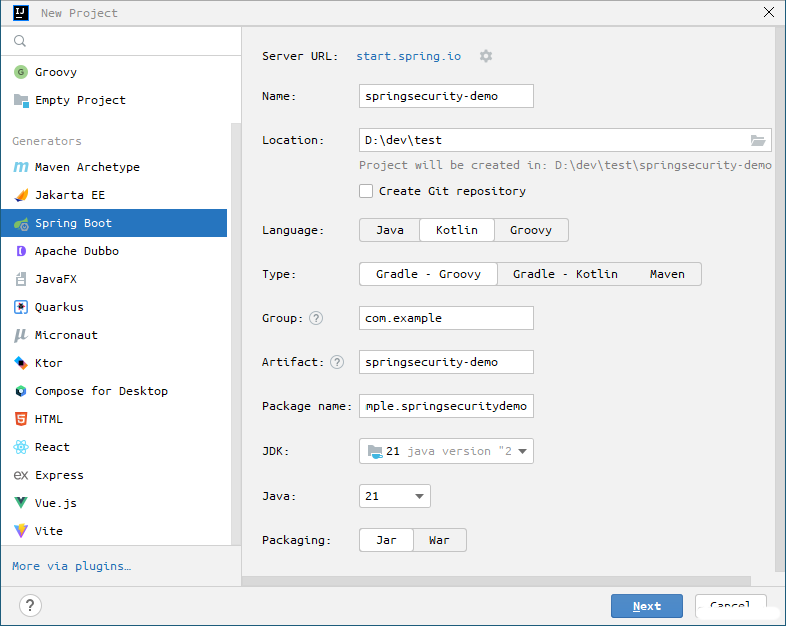 New Project
Groovy
Empty Project
Generators
Maven Archetype
Jakarta EE
Spring Boot
Apache Dubbo
JavaFX
Quarkus
Micronaut
Ktor
Compose for Desktop
HTML
React
Express
Vue.js
Vite
More via plugins…
Server URL: start.spring.io
Name: springsecurity-demo
Location: D:\dev\test
Project will be created in: D:\dev\test\springsecurity-demo
Create Git repository
Language: Java Kotlin Groovy
Type: Gradle - Groovy Gradle - Kotlin Maven
Group: ? com.example
Artifact: ? springsecurity-demo
Package name: mple.springsecuritydemo
JDK: 21 java version "2
Java: 21
Packaging: Jar War
? Next Cancel